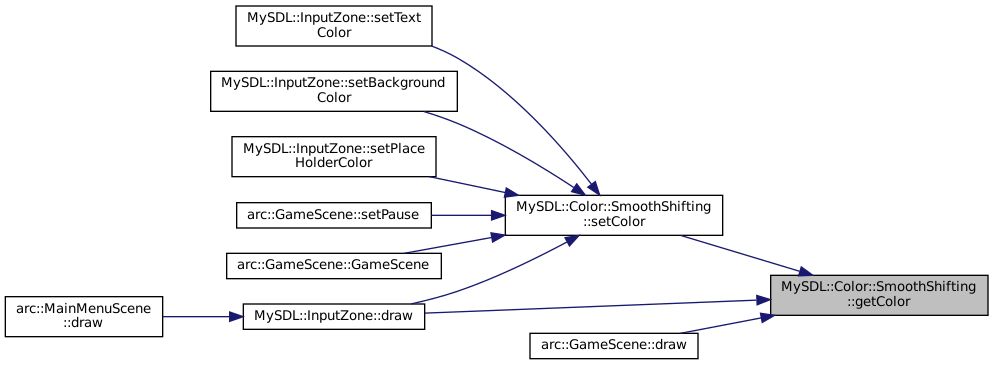 MySDL::InputZone::setText
Color
MySDL::InputZone::setBackground
Color
MySDL::InputZone::setPlace
HolderColor
MySDL::Color::SmoothShifting
::setColor
arc::GameScene::setPause
arc::GameScene::GameScene
MySDL::Color::SmoothShifting
::getColor
arc::MainMenuScene
::draw
MySDL::InputZone::draw
arc::GameScene::draw